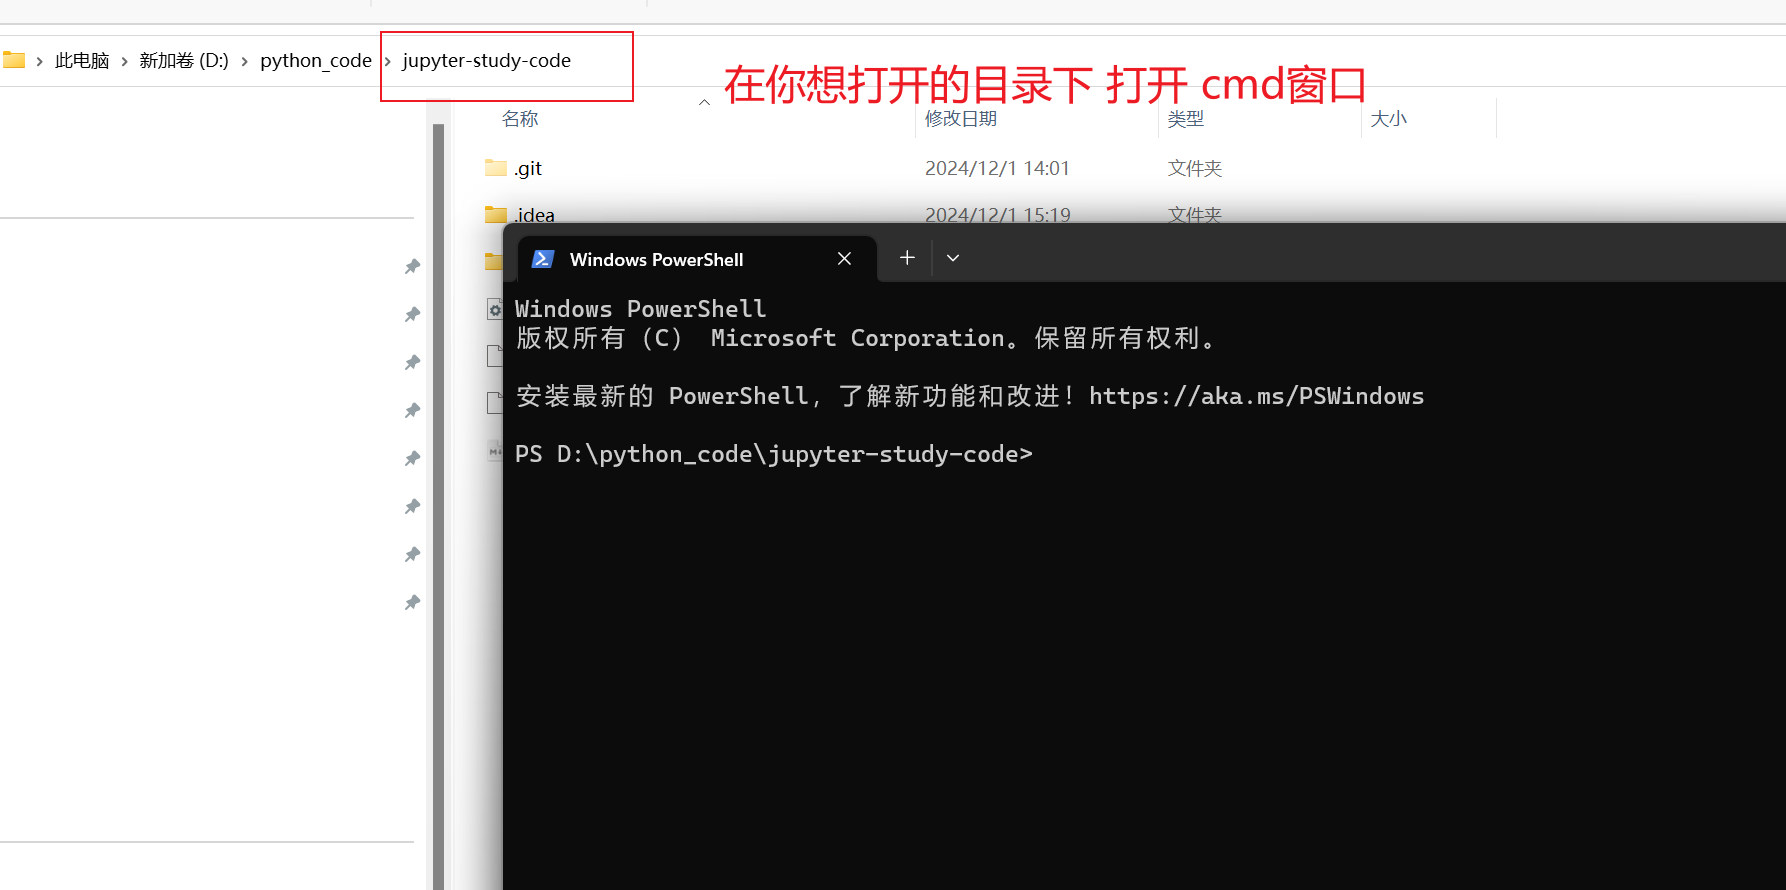 此电脑 › 新加卷 (D:) › python_code › jupyter-study-code
在你想打开的目录下 打开 cmd窗口
名称 修改日期 类型 大小
.git 2024/12/1 14:01 文件夹
.idea 2024/12/1 15:19 文件夹
Windows PowerShell
Windows PowerShell
版权所有 (C) Microsoft Corporation。保留所有权利。
安装最新的 PowerShell，了解新功能和改进！https://aka.ms/PSWindows
PS D:\python_code\jupyter-study-code>